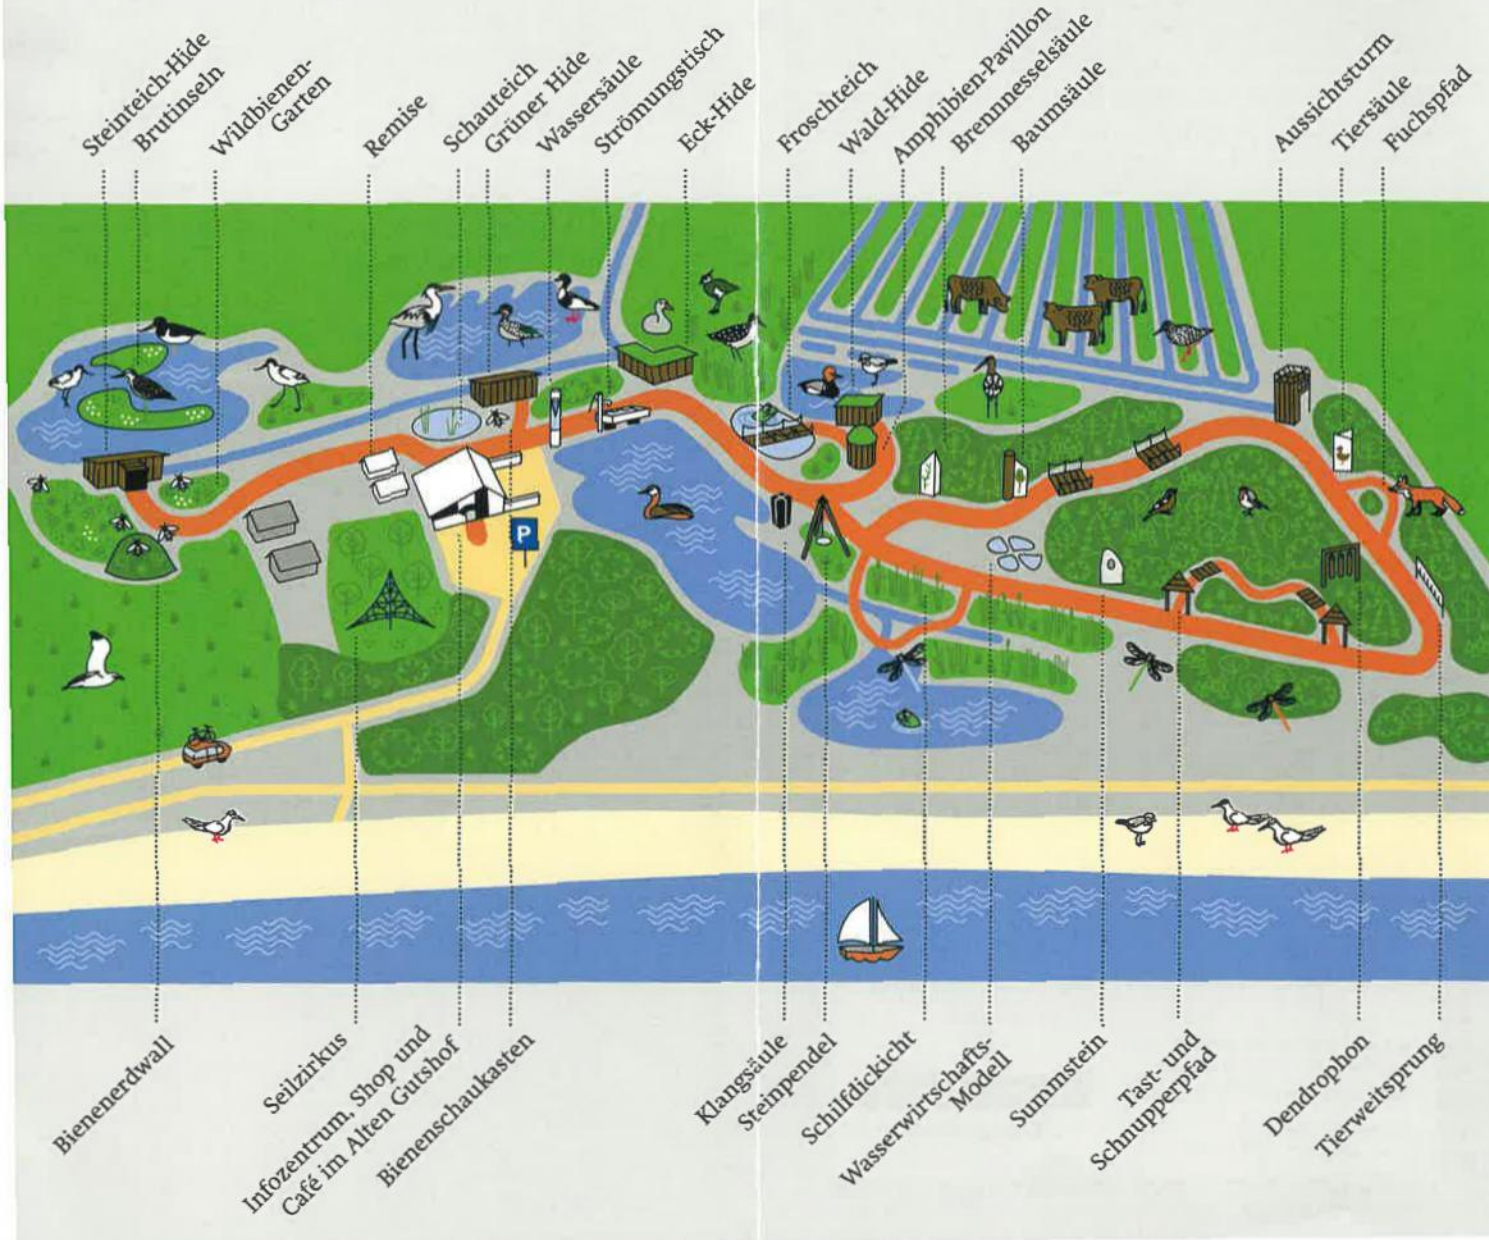 Steinteich-Hide
Brutinseln
Wildbienen-
Garten
Remise
Schauteich
Grüner Hide
Wassersäule
Strömungstisch
Eck-Hide
Froschteich
Wald-Hide
Amphibien-Pavillon
Brennnesselsäule
Baumsäule
Aussichtsturm
Tiersäule
Fuchspfad
P
Bienenerdwall
Seilzirkus
Infozentrum, Shop und
Café im Alten Gutshof
Bienenschaukasten
Klangsäule
Steinpendel
Schilfdickicht
Wasserwirtschafts-
Modell
Summstein
Tast- und
Schnupperpfad
Dendrophon
Tierweitsprung